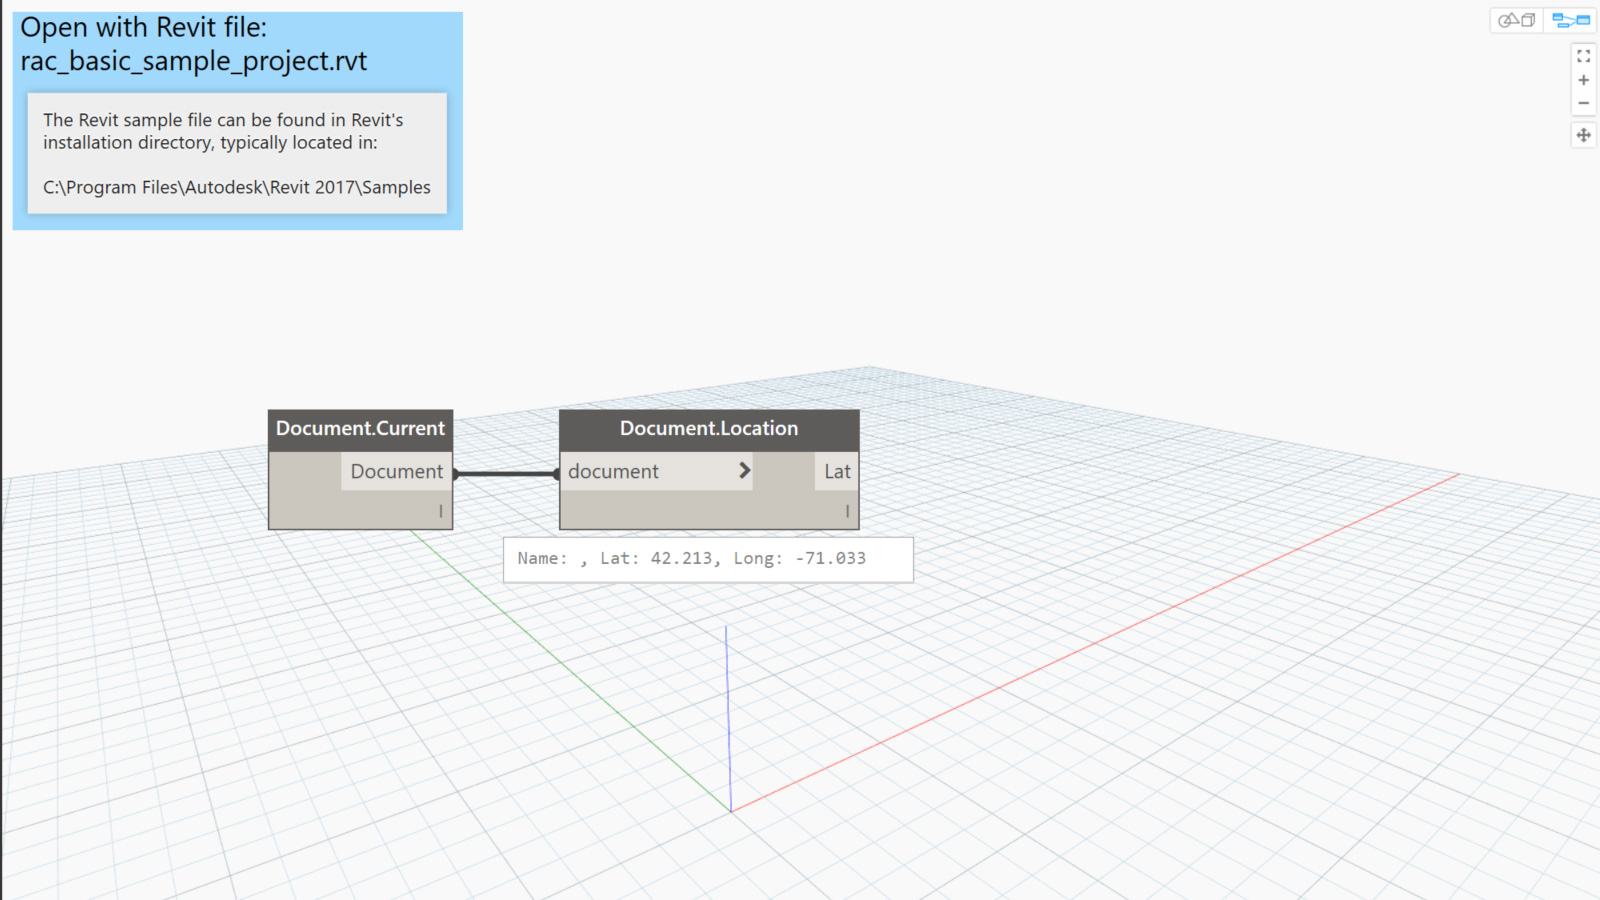 Open with Revit file:
rac_basic_sample_project.rvt
The Revit sample file can be found in Revit's
installation directory, typically located in:
C:\Program Files\Autodesk\Revit 2017\Samples
Document.Current
Document
l
Document.Location
document > Lat
l
Name: , Lat: 42.213, Long: -71.033